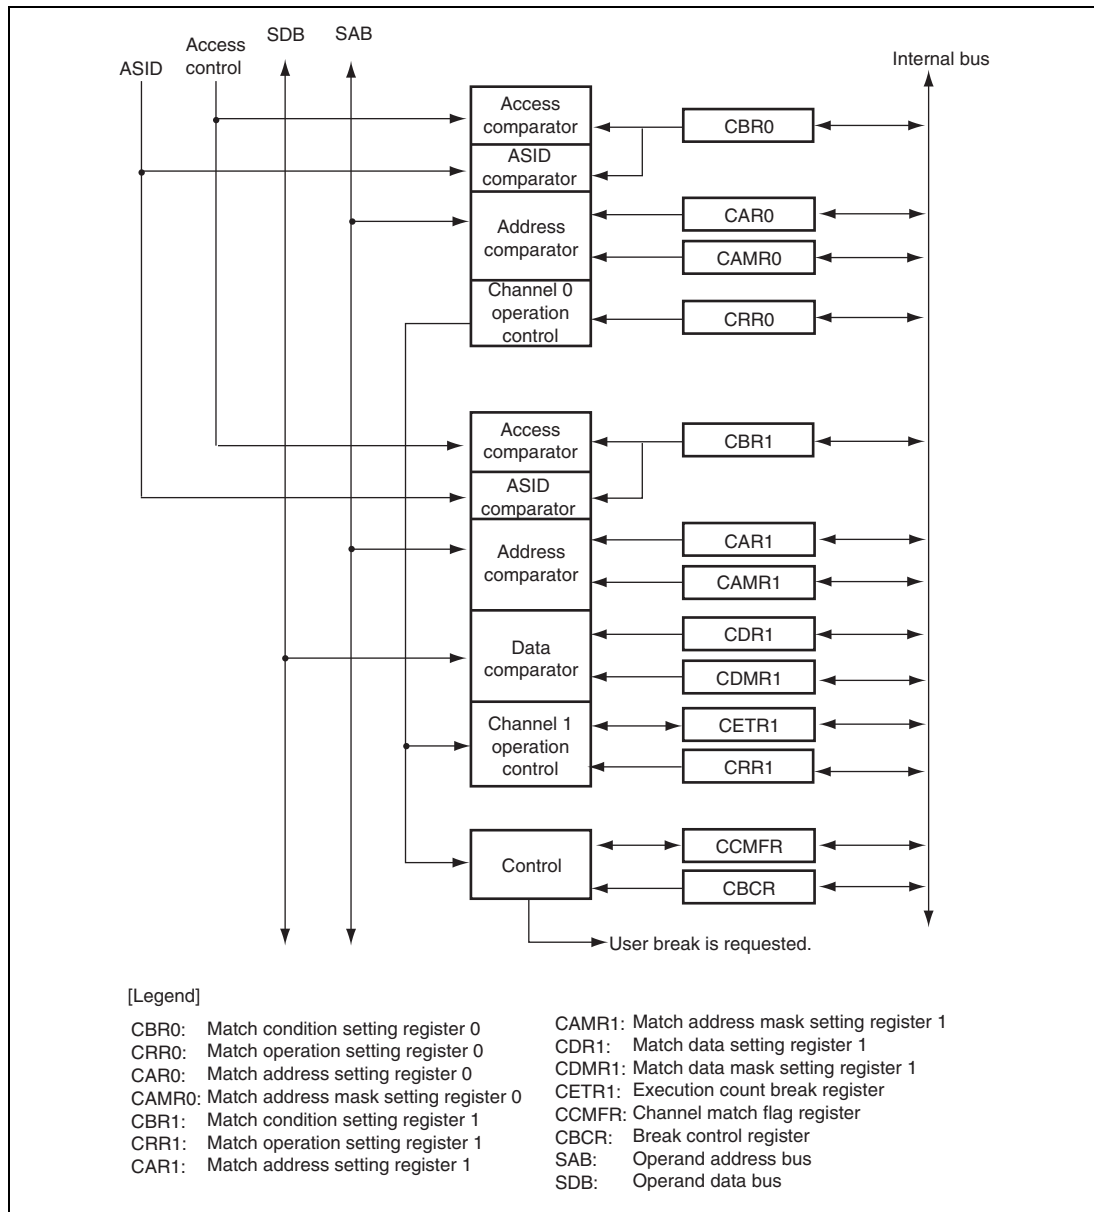 SDB
SAB
Access
control
ASID
Internal bus
Access
comparator
CBR0
ASID
comparator
CAR0
Address
comparator
CAMR0
Channel 0
operation
control
CRR0
Access
comparator
CBR1
ASID
comparator
CAR1
Address
comparator
CAMR1
CDR1
Data
comparator
CDMR1
Channel 1
operation
control
CETR1
CRR1
CCMFR
Control
CBCR
User break is requested.
[Legend]
CBR0: Match condition setting register 0
CRR0: Match operation setting register 0
CAR0: Match address setting register 0
CAMR0: Match address mask setting register 0
CBR1: Match condition setting register 1
CRR1: Match operation setting register 1
CAR1: Match address setting register 1
CAMR1: Match address mask setting register 1
CDR1: Match data setting register 1
CDMR1: Match data mask setting register 1
CETR1: Execution count break register
CCMFR: Channel match flag register
CBCR: Break control register
SAB: Operand address bus
SDB: Operand data bus